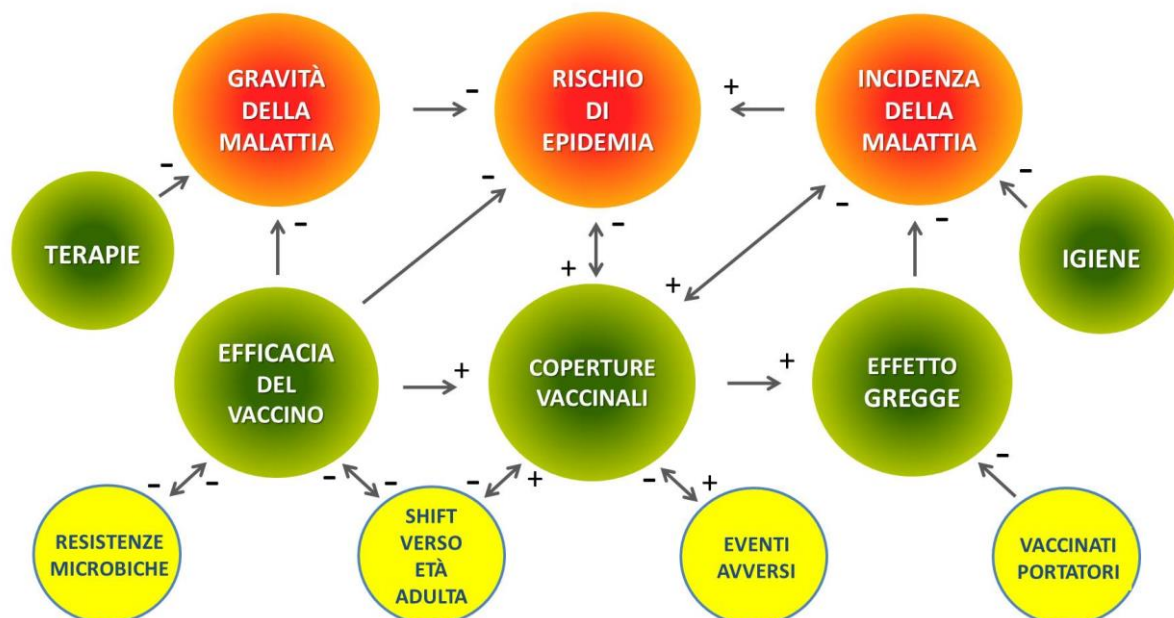 GRAVITÀ
DELLA
MALATTIA
-
RISCHIO
DI
EPIDEMIA
+
INCIDENZA
DELLA
MALATTIA
-
TERAPIE
-
-
-
-
-
-
IGIENE
+
+
EFFICACIA
DEL
VACCINO
+
COPERTURE
VACCINALI
+
EFFETTO
GREGGE
-
-
-
-
-
+
-
+
-
RESISTENZE
MICROBICHE
SHIFT
VERSO
ETÀ
ADULTA
EVENTI
AVVERSI
VACCINATI
PORTATORI